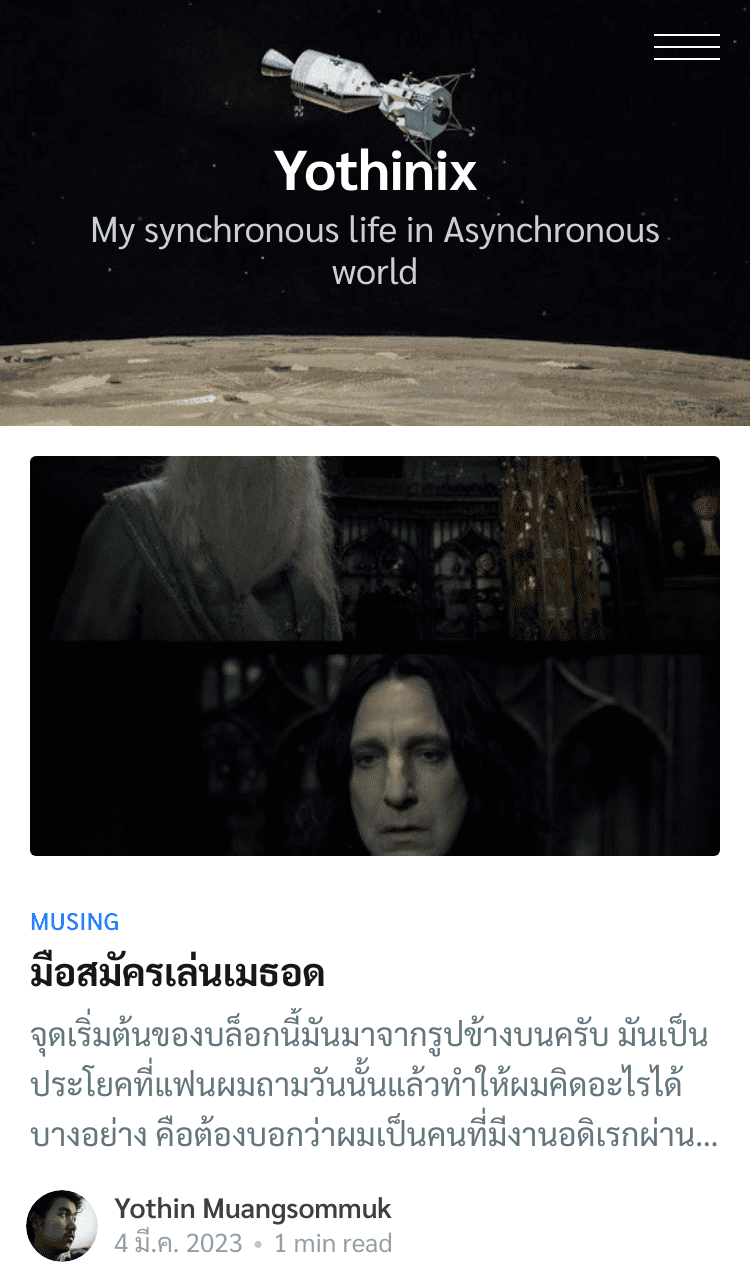 Yothinix
My synchronous life in Asynchronous
world
MUSING
มือสมัครเล่นเมธอด
จุดเริ่มต้นของบล็อกนี้มันมาจากรูปข้างบนครับ มันเป็น
ประโยคที่แฟนผมถามวันนั้นแล้วทำให้ผมคิดอะไรได้
บางอย่าง คือต้องบอกว่าผมเป็นคนที่มีงานอดิเรกผ่าน...
Yothin Muangsommuk
4 มี.ค. 2023 • 1 min read